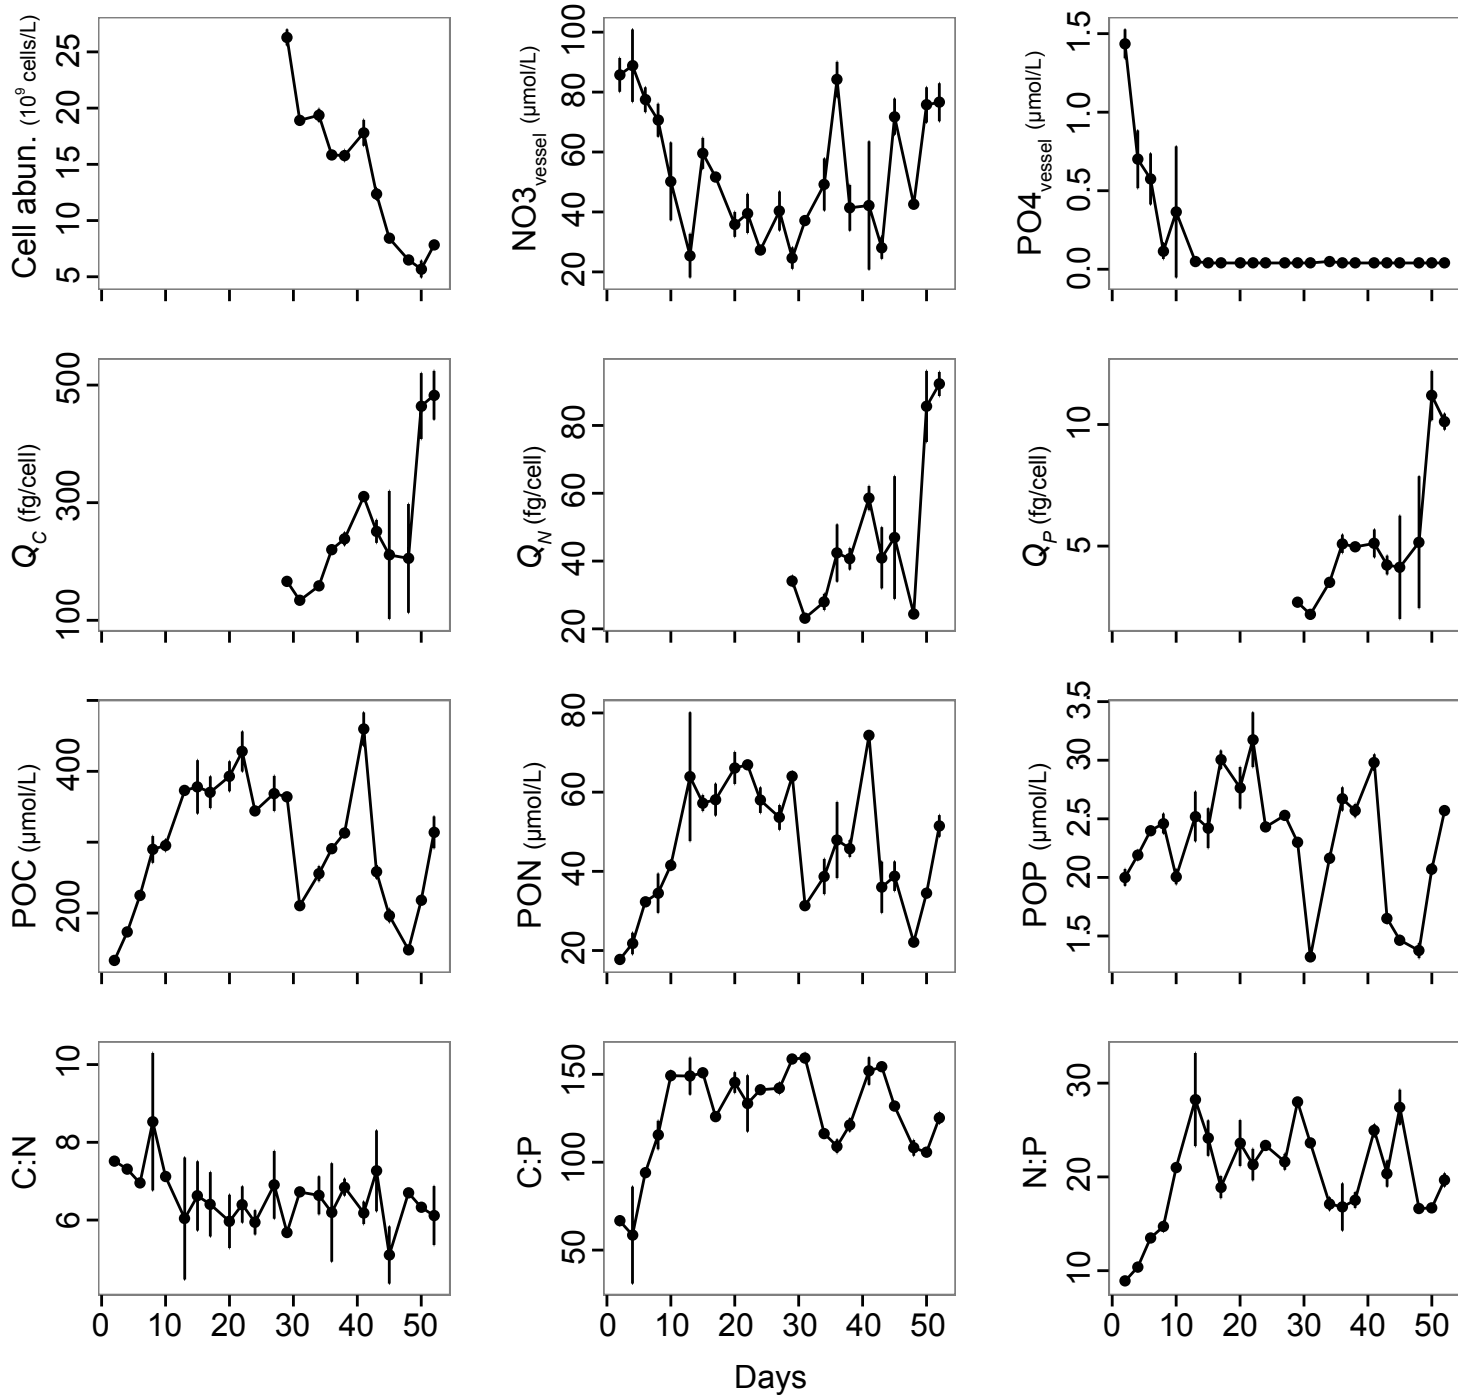 Cell abun. (10⁹ cells/L)
5 10 15 20 25
NO3vessel (µmol/L)
20 40 60 80 100
PO4vessel (µmol/L)
0.0 0.5 1.0 1.5
QC (fg/cell)
100 300 500
QN (fg/cell)
20 40 60 80
QP (fg/cell)
5 10
POC (µmol/L)
200 400
PON (µmol/L)
20 40 60 80
POP (µmol/L)
1.5 20 2.5 30 3.5
C:N
6 8 10
C:P
50 100 150
N:P
10 20 30
0 10 20 30 40 50
0 10 20 30 40 50
0 10 20 30 40 50
Days